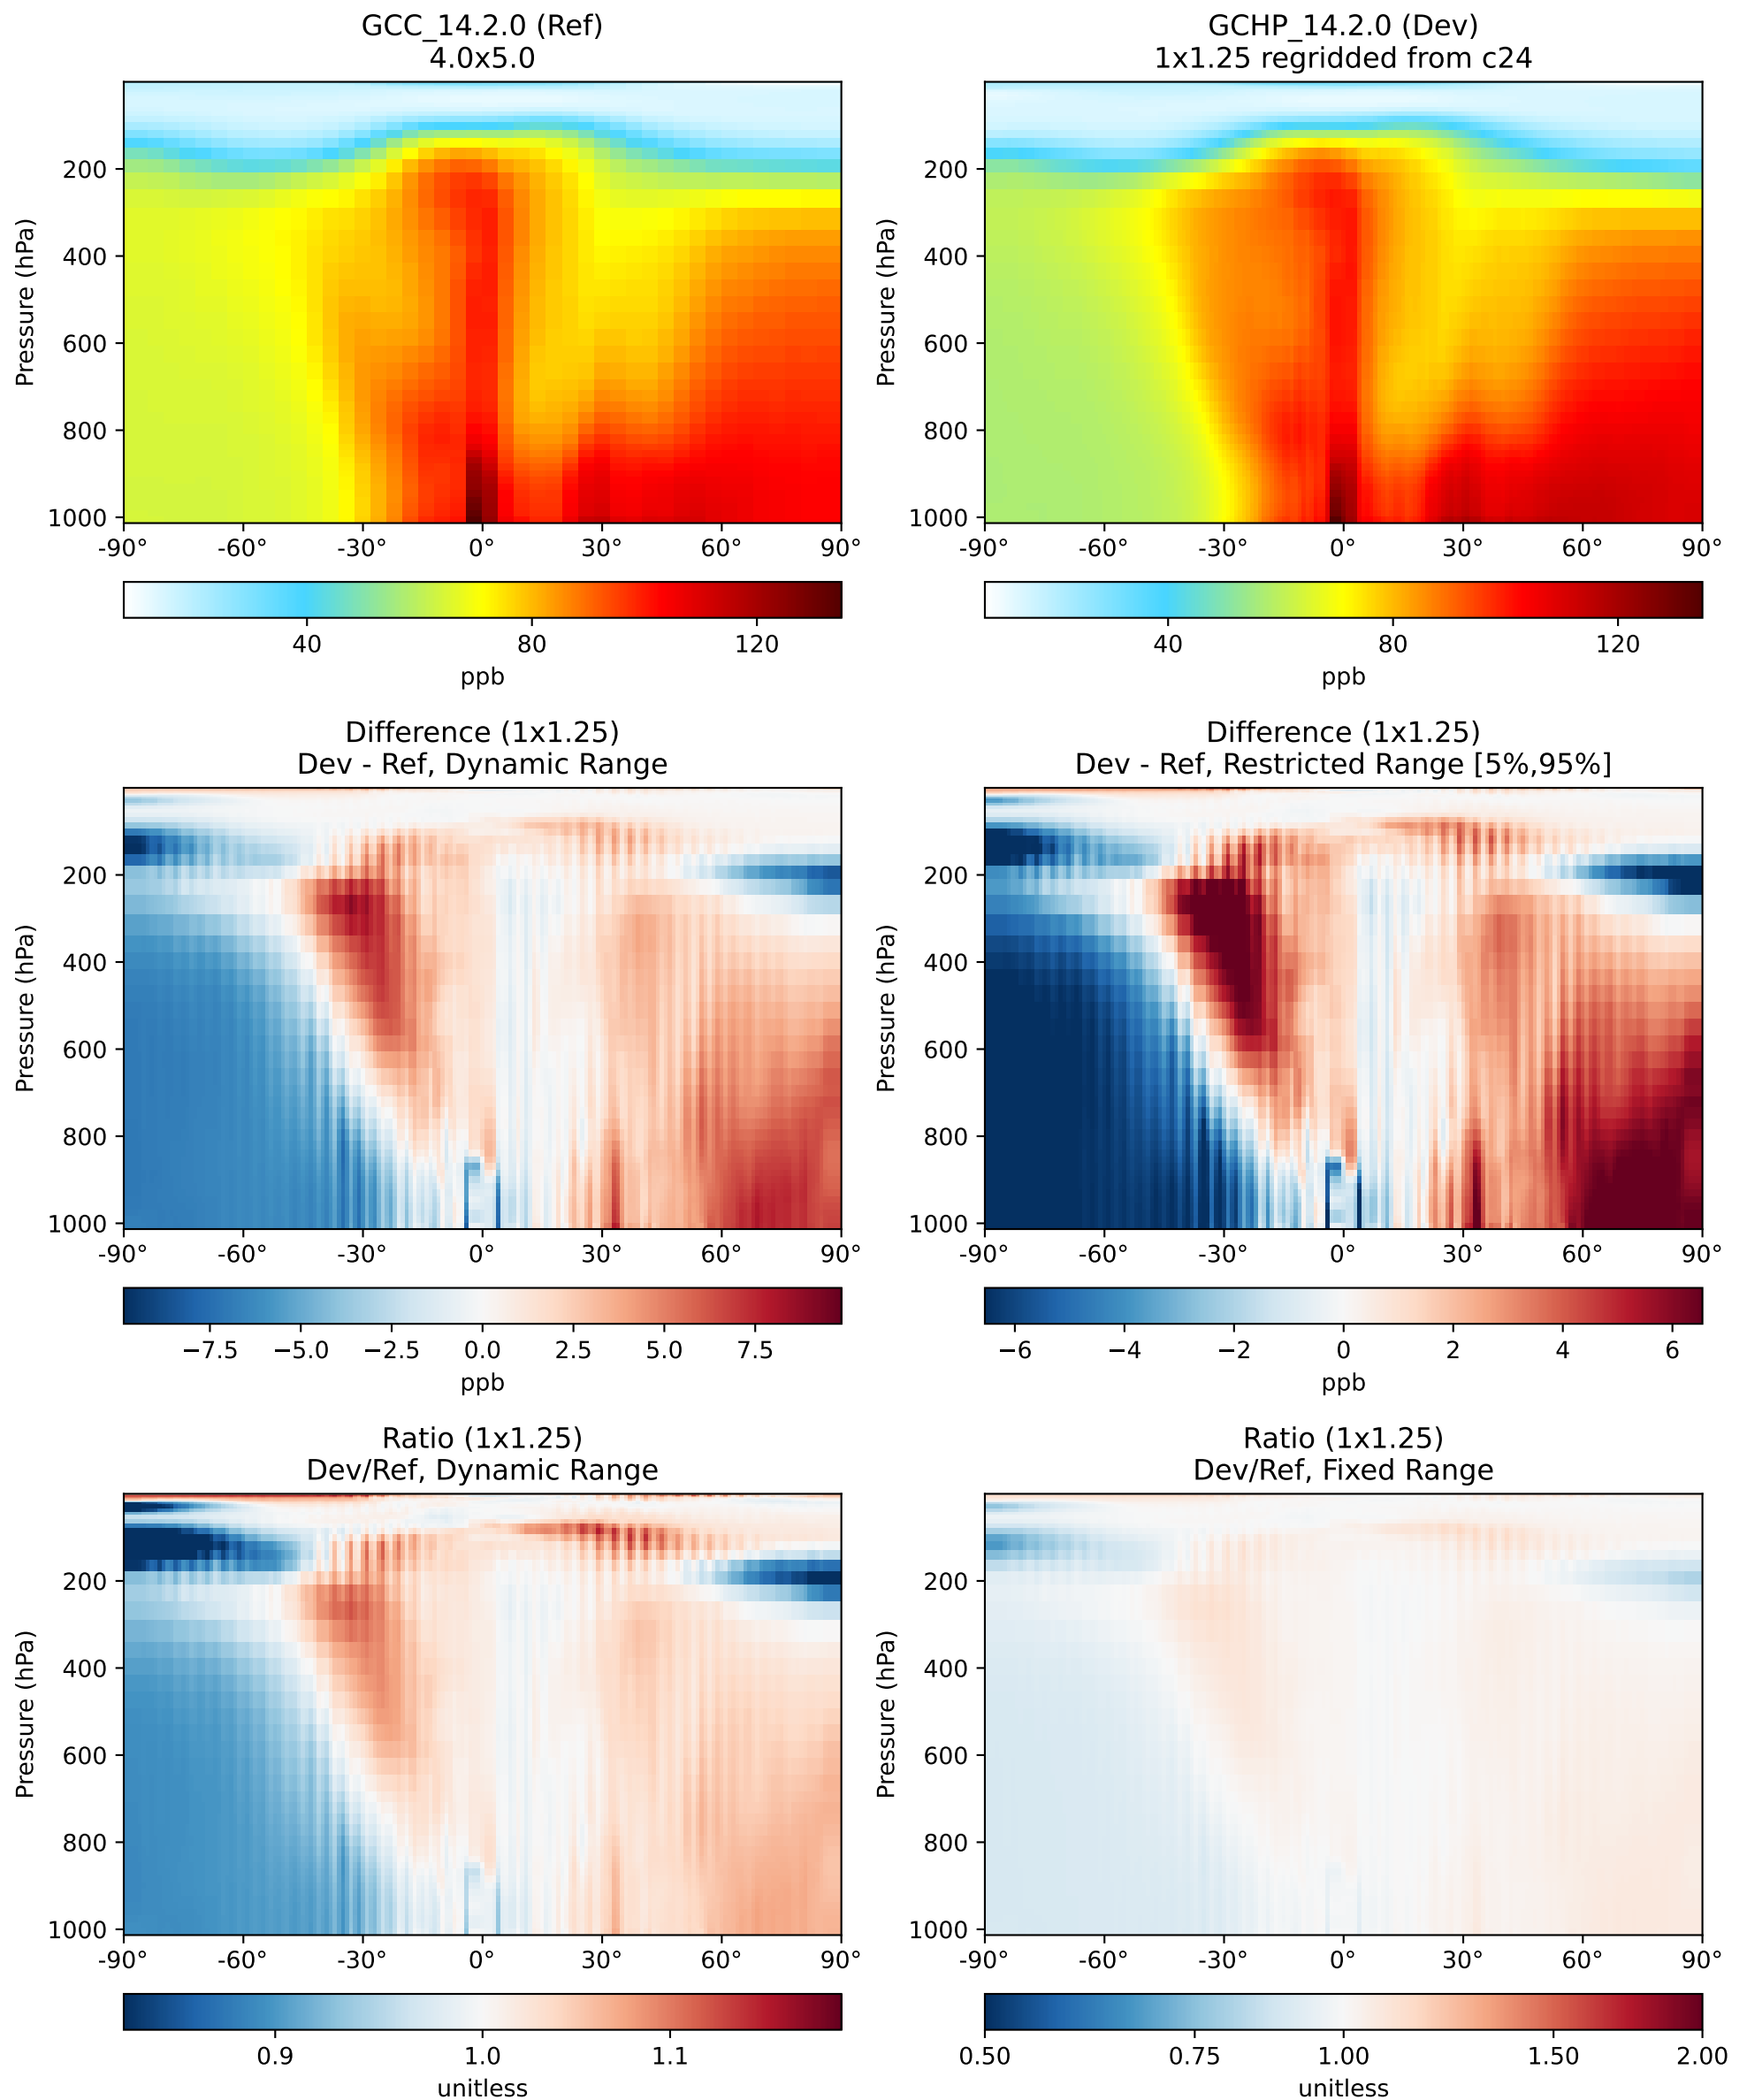 GCC_14.2.0 (Ref)
4.0x5.0
Pressure (hPa)
200
400
600
800
1000
-90° -60° -30° 0° 30° 60° 90°
40 80 120
ppb
GCHP_14.2.0 (Dev)
1x1.25 regridded from c24
Pressure (hPa)
200
400
600
800
1000
-90° -60° -30° 0° 30° 60° 90°
40 80 120
ppb
Difference (1x1.25)
Dev - Ref, Dynamic Range
Pressure (hPa)
200
400
600
800
1000
-90° -60° -30° 0° 30° 60° 90°
−7.5 −5.0 −2.5 0.0 2.5 5.0 7.5
ppb
Difference (1x1.25)
Dev - Ref, Restricted Range [5%,95%]
Pressure (hPa)
200
400
600
800
1000
-90° -60° -30° 0° 30° 60° 90°
−6 −4 −2 0 2 4 6
ppb
Ratio (1x1.25)
Dev/Ref, Dynamic Range
Pressure (hPa)
200
400
600
800
1000
-90° -60° -30° 0° 30° 60° 90°
0.9 1.0 1.1
unitless
Ratio (1x1.25)
Dev/Ref, Fixed Range
Pressure (hPa)
200
400
600
800
1000
-90° -60° -30° 0° 30° 60° 90°
0.50 0.75 1.00 1.50 2.00
unitless